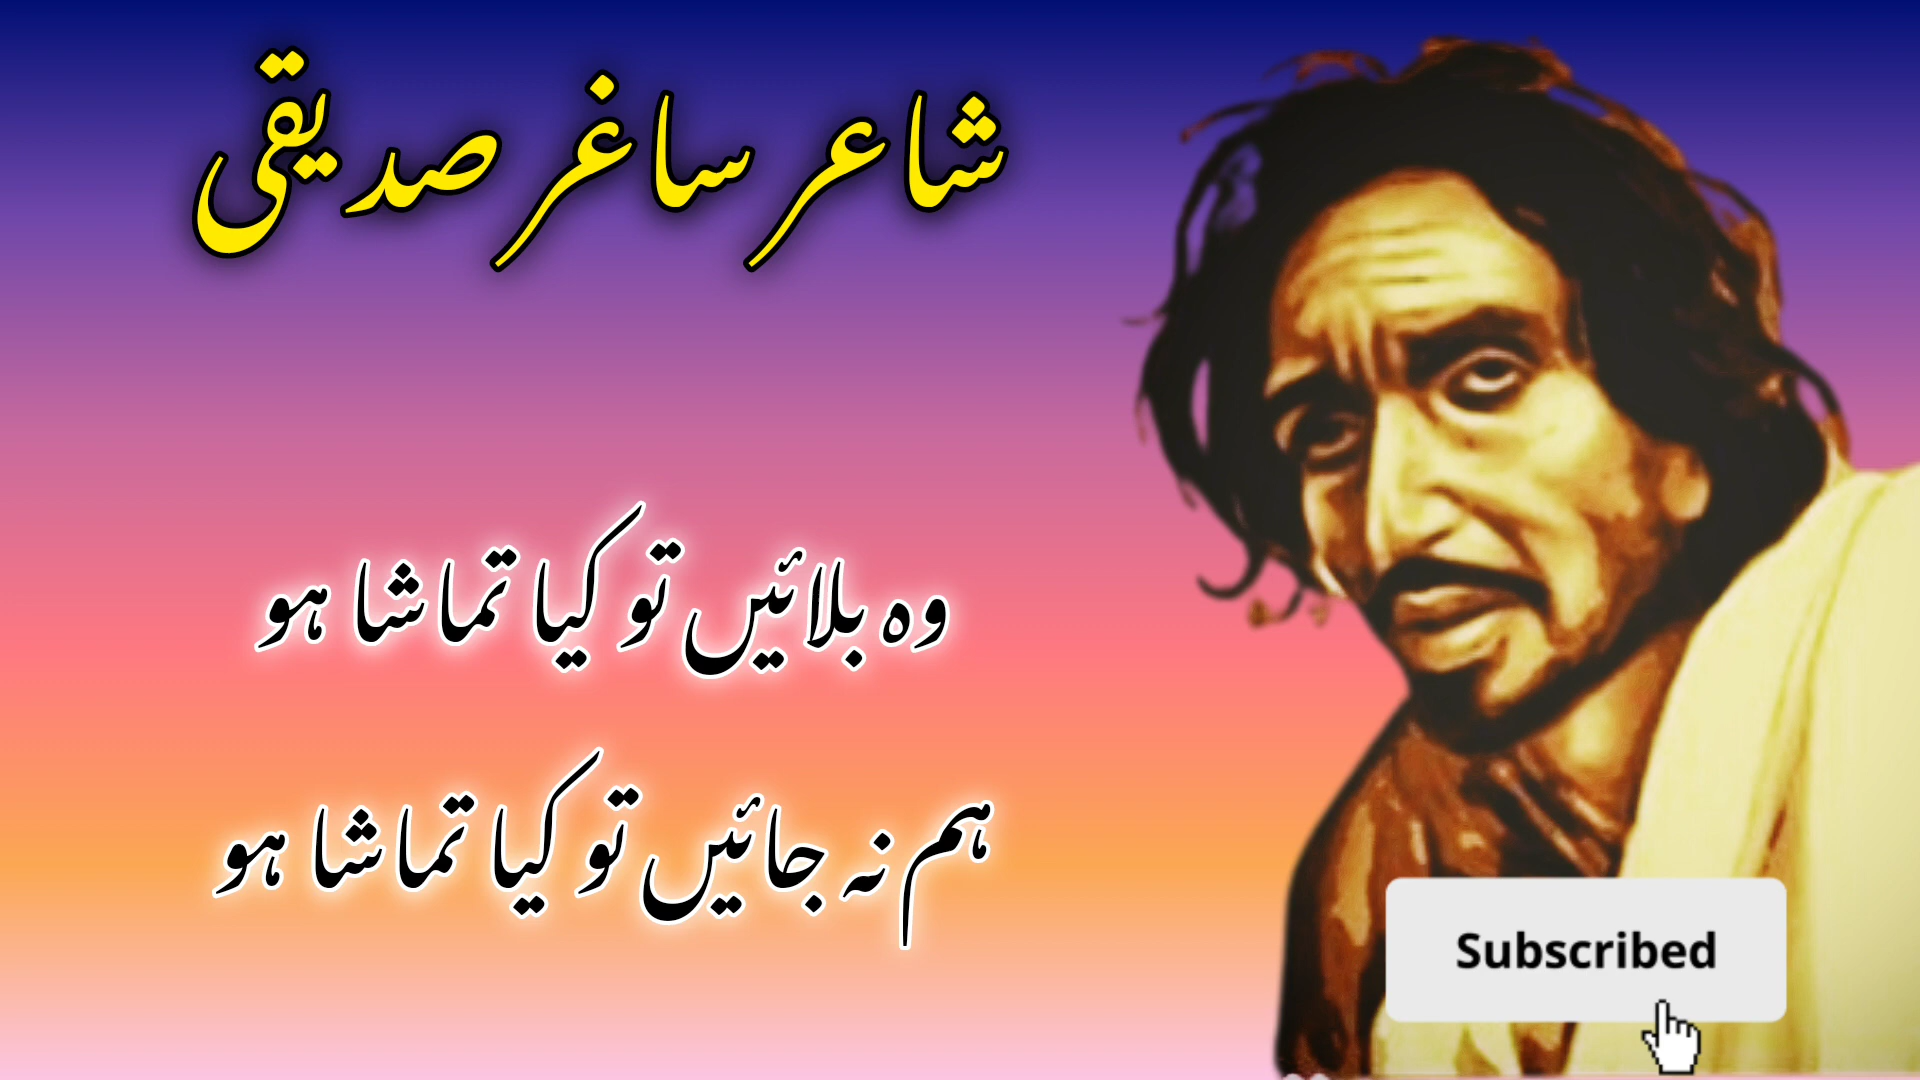 شاعر ساغر صدیقی
وہ بلائیں تو کیا تماشا ہو
ہم نہ جائیں تو کیا تماشا ہو
Subscribed